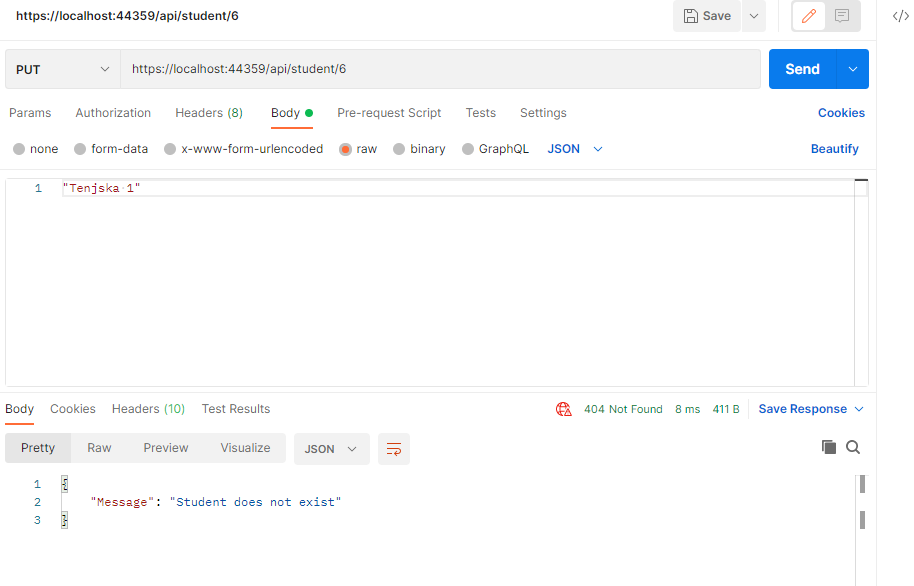 https://localhost:44359/api/student/6 Save
PUT https://localhost:44359/api/student/6 Send
Params Authorization Headers (8) Body Pre-request Script Tests Settings Cookies
none form-data x-www-form-urlencoded raw binary GraphQL JSON Beautify
1 "Tenjska 1"
Body Cookies Headers (10) Test Results 404 Not Found 8 ms 411 B Save Response
Pretty Raw Preview Visualize JSON
1 {
2 "Message": "Student does not exist"
3 }